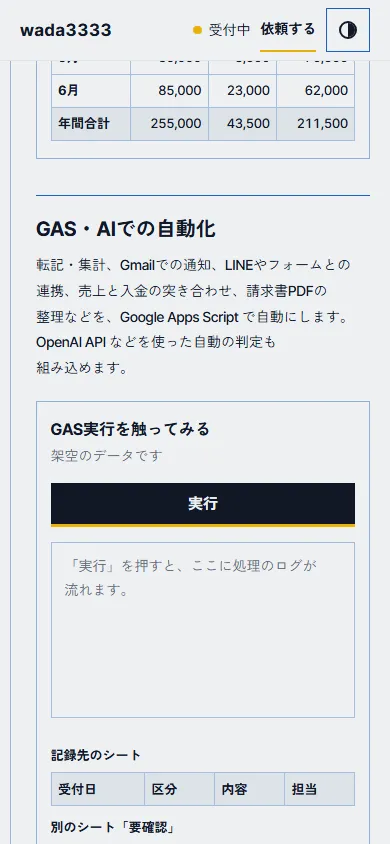 wada3333
受付中 依頼する
6月 85,000 23,000 62,000
年間合計 255,000 43,500 211,500
GAS・AIでの自動化
転記・集計、Gmailでの通知、LINEやフォームとの
連携、売上と入金の突き合わせ、請求書PDFの
整理などを、Google Apps Script で自動にします。
OpenAI API などを使った自動の判定も
組み込めます。
GAS実行を触ってみる
架空のデータです
実行
「実行」を押すと、ここに処理のログが
流れます。
記録先のシート
受付日 区分 内容 担当
別のシート「要確認」